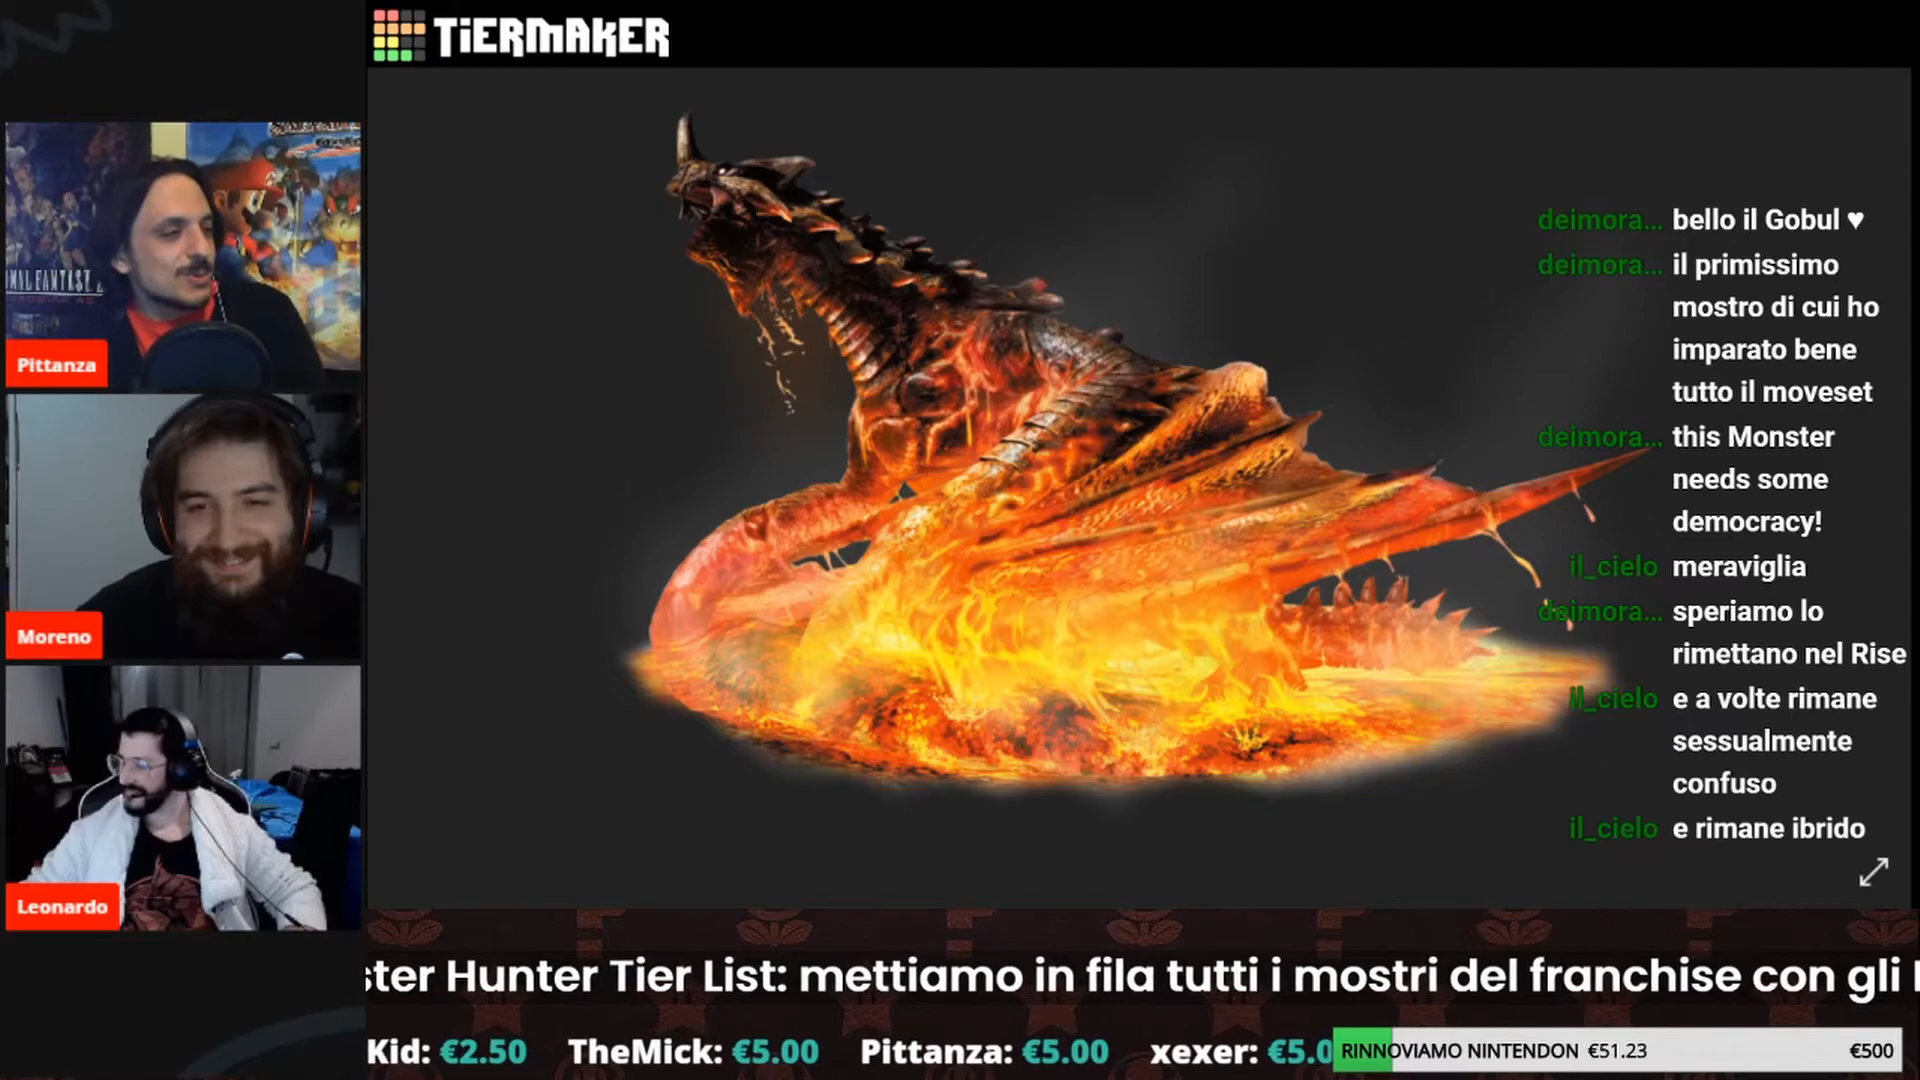 TiERMAKER
FINAL FANTASY
Pittanza
Moreno
Leonardo
deimora... bello il Gobul ♥
deimora... il primissimo
mostro di cui ho
imparato bene
tutto il moveset
deimora... this Monster
needs some
democracy!
il_cielo meraviglia
deimora... speriamo lo
rimettano nel Rise
il_cielo e a volte rimane
sessualmente
confuso
il_cielo e rimane ibrido
ster Hunter Tier List: mettiamo in fila tutti i mostri del franchise con gli
Kid: €2.50 TheMick: €5.00 Pittanza: €5.00 xexer: €5.0
RINNOVIAMO NINTENDON €51.23 €500